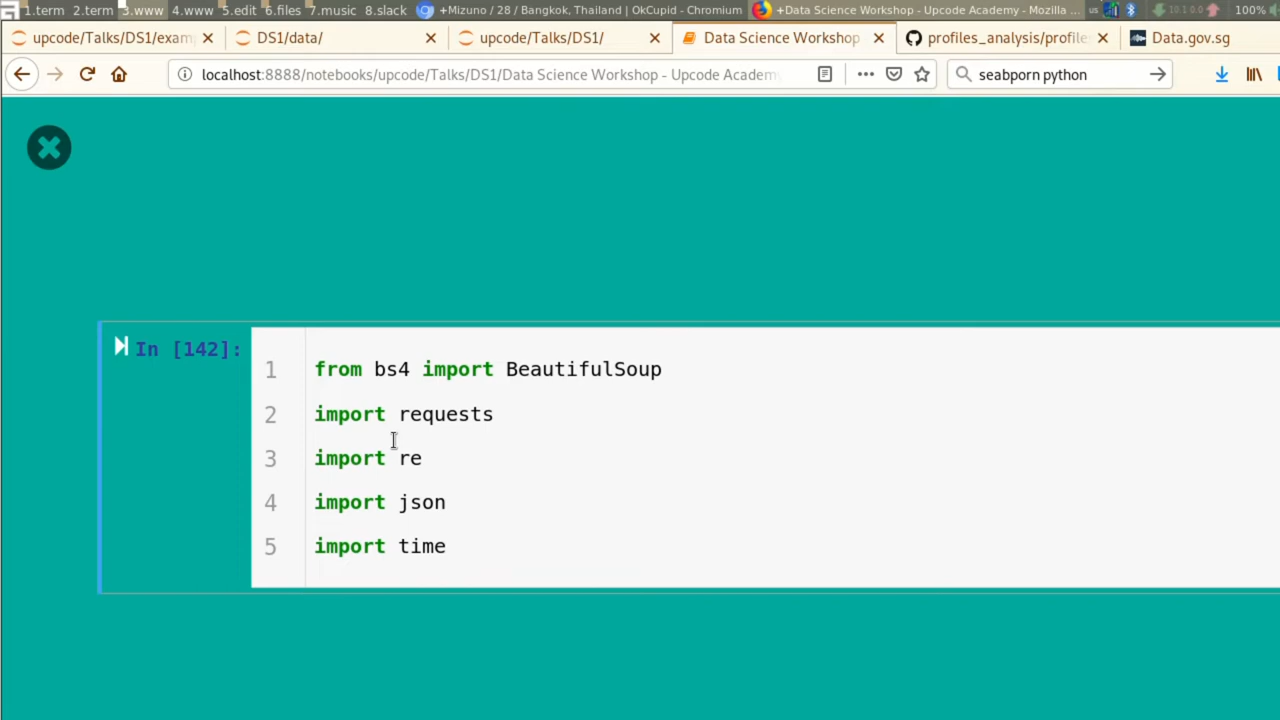 1.term 2.term 3.www 4.www 5.edit 6.files 7.music 8.slack +Mizuno / 28 / Bangkok, Thailand | OkCupid - Chromium +Data Science Workshop - Upcode Academy - Mozilla ... us 100%
upcode/Talks/DS1/exam DS1/data/ upcode/Talks/DS1/ Data Science Workshop profiles_analysis/profile Data.gov.sg
localhost:8888/notebooks/upcode/Talks/DS1/Data Science Workshop - Upcode Academy seabporn python
In [142]:
1 from bs4 import BeautifulSoup
2 import requests
3 import re
4 import json
5 import time